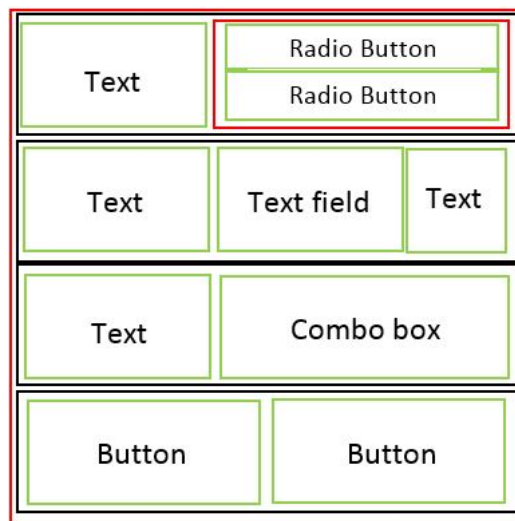 Text
Radio Button
Radio Button
Text
Text field
Text
Text
Combo box
Button
Button